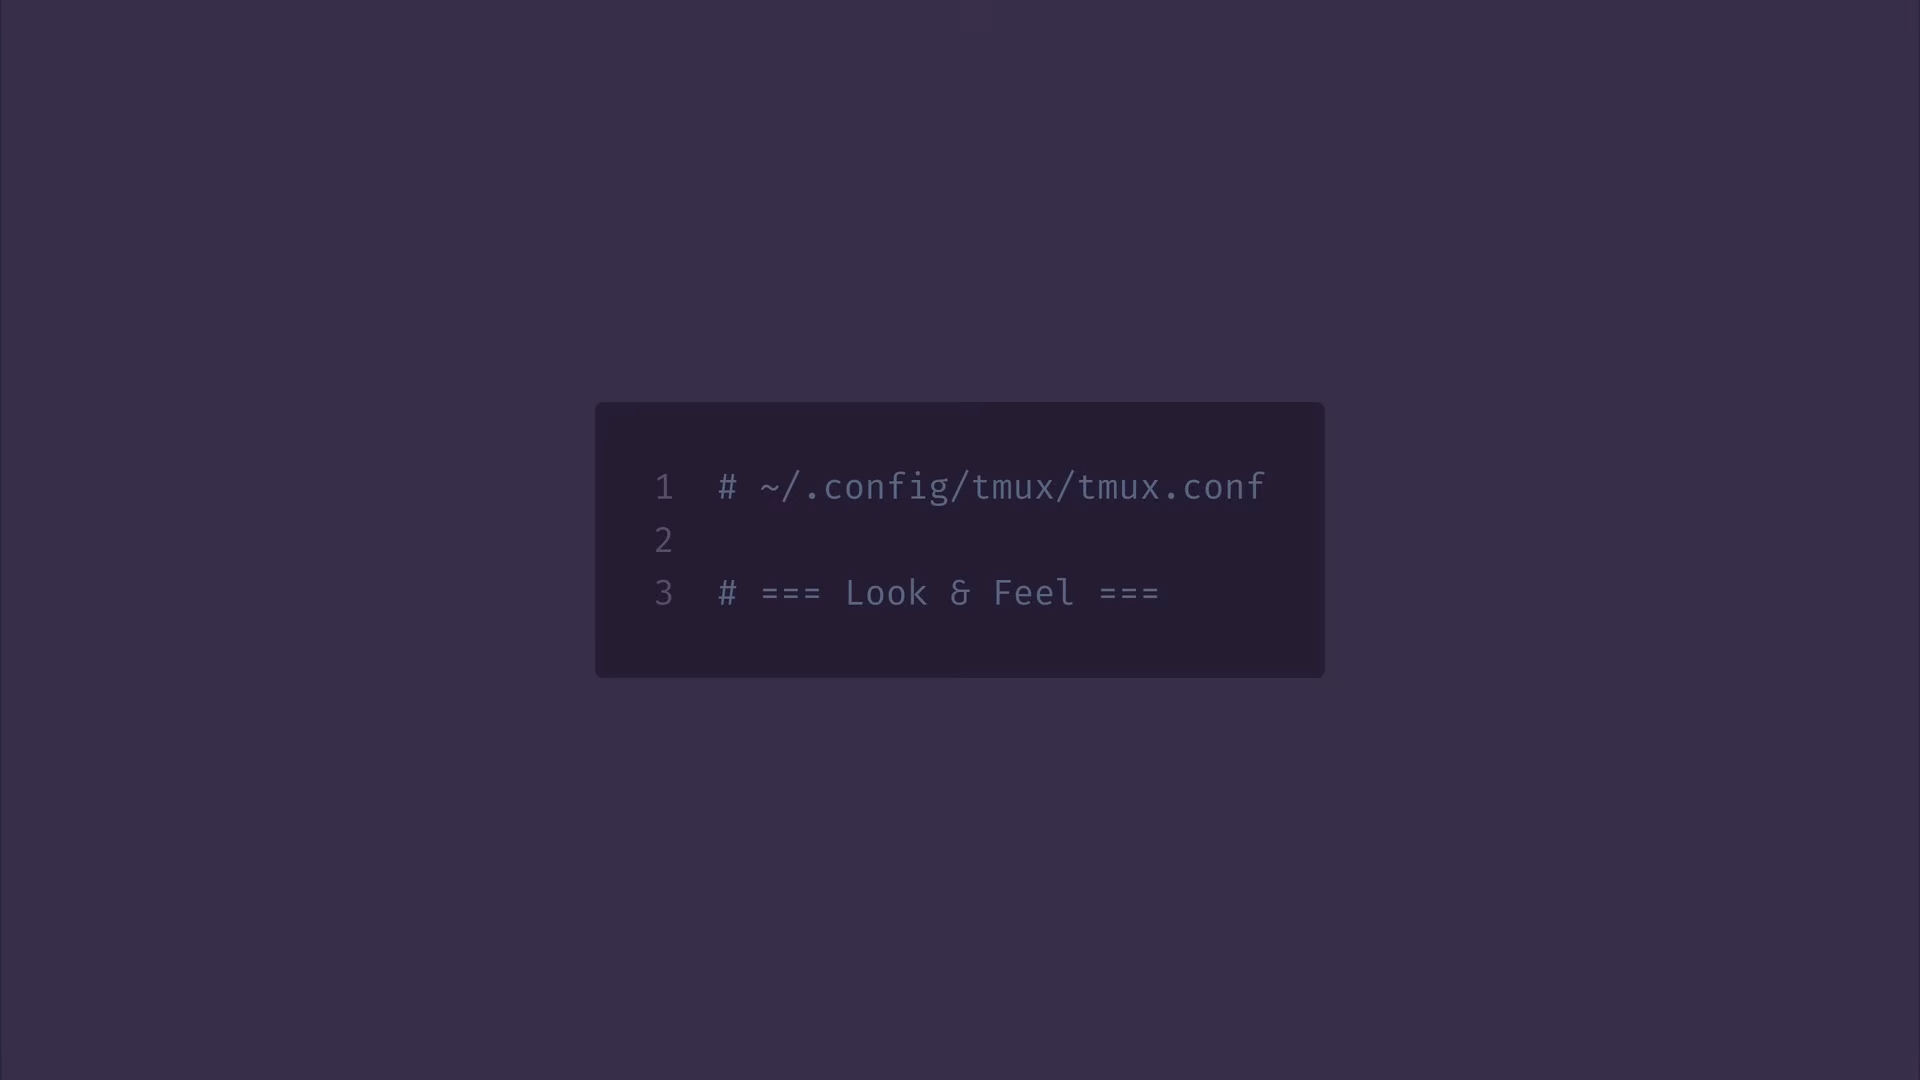 1 # ~/.config/tmux/tmux.conf
2
3 # === Look & Feel ===